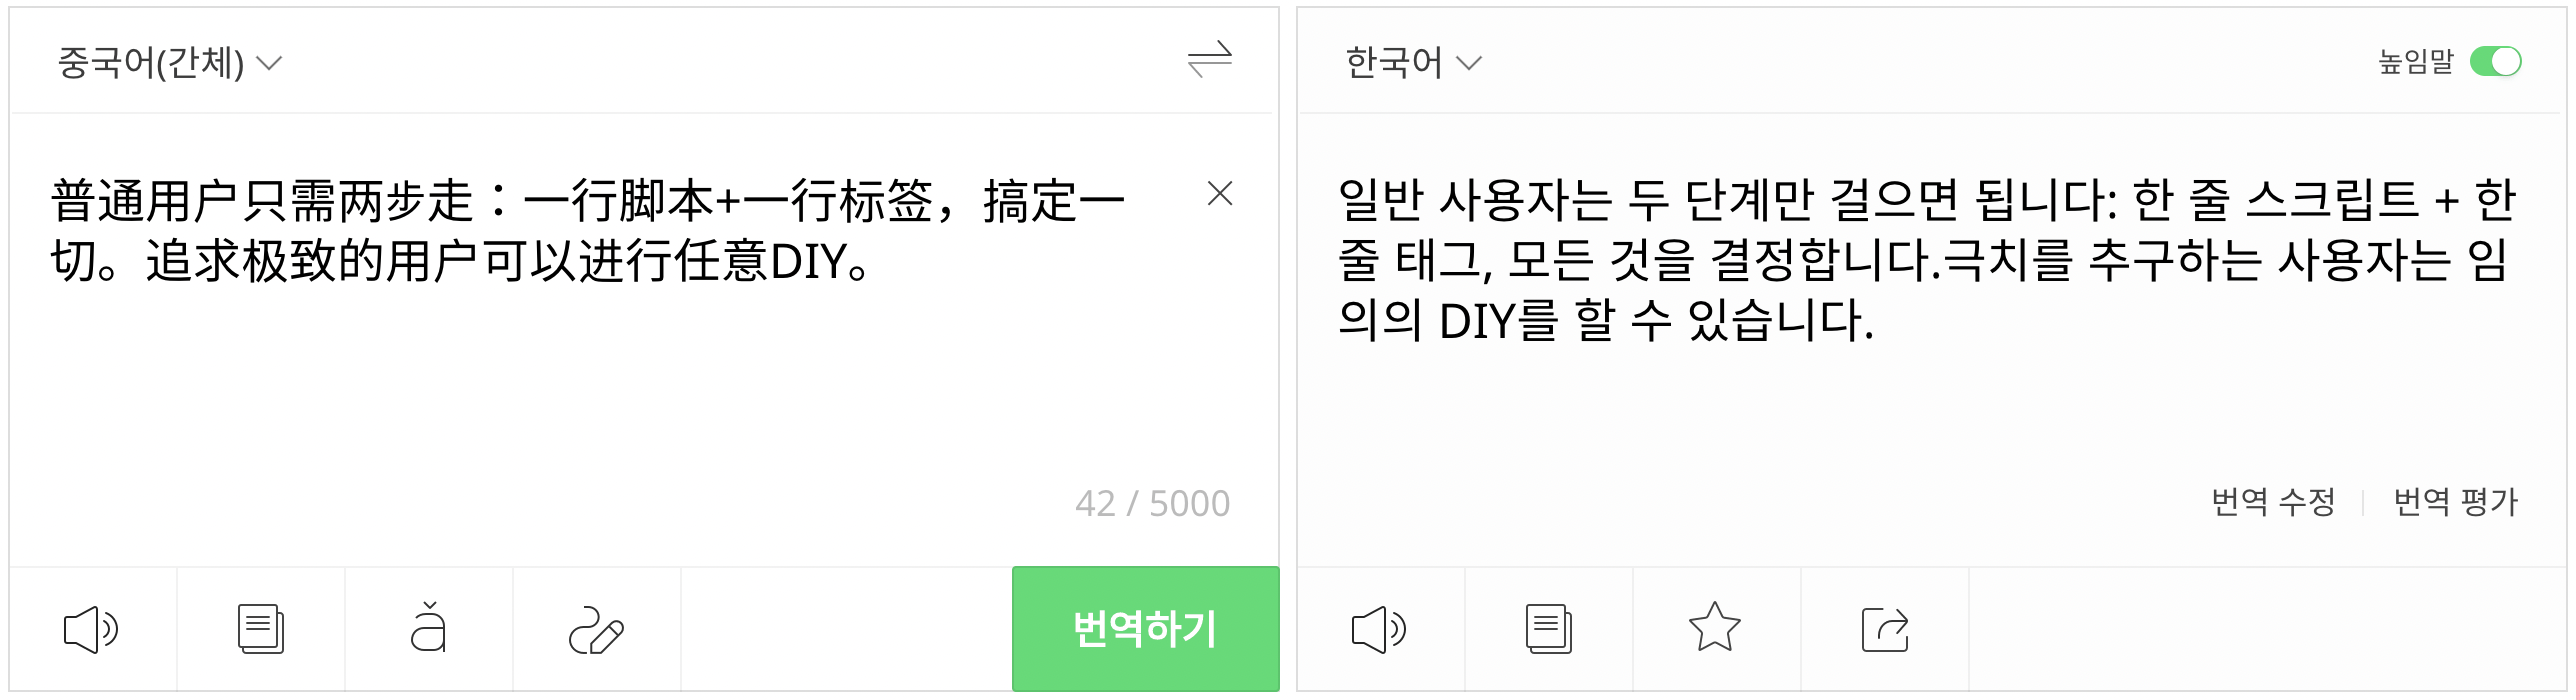 중국어(간체)
普通用户只需两步走：一行脚本+一行标签，搞定一
切。追求极致的用户可以进行任意DIY。
42 / 5000
번역하기
한국어
높임말
일반 사용자는 두 단계만 걸으면 됩니다: 한 줄 스크립트 + 한
줄 태그, 모든 것을 결정합니다.극치를 추구하는 사용자는 임
의의 DIY를 할 수 있습니다.
번역 수정 | 번역 평가